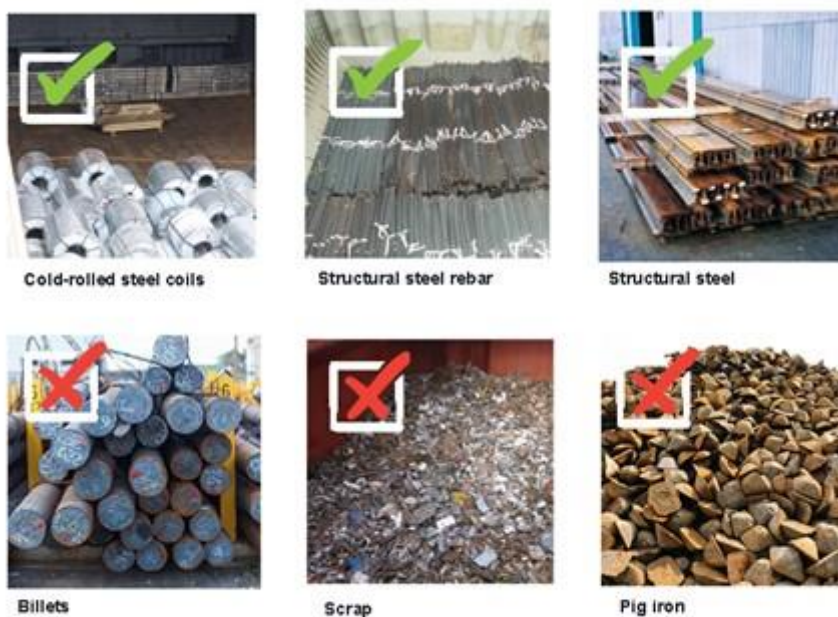 Cold-rolled steel coils
Structural steel rebar
Structural steel
Billets
Scrap
Pig iron